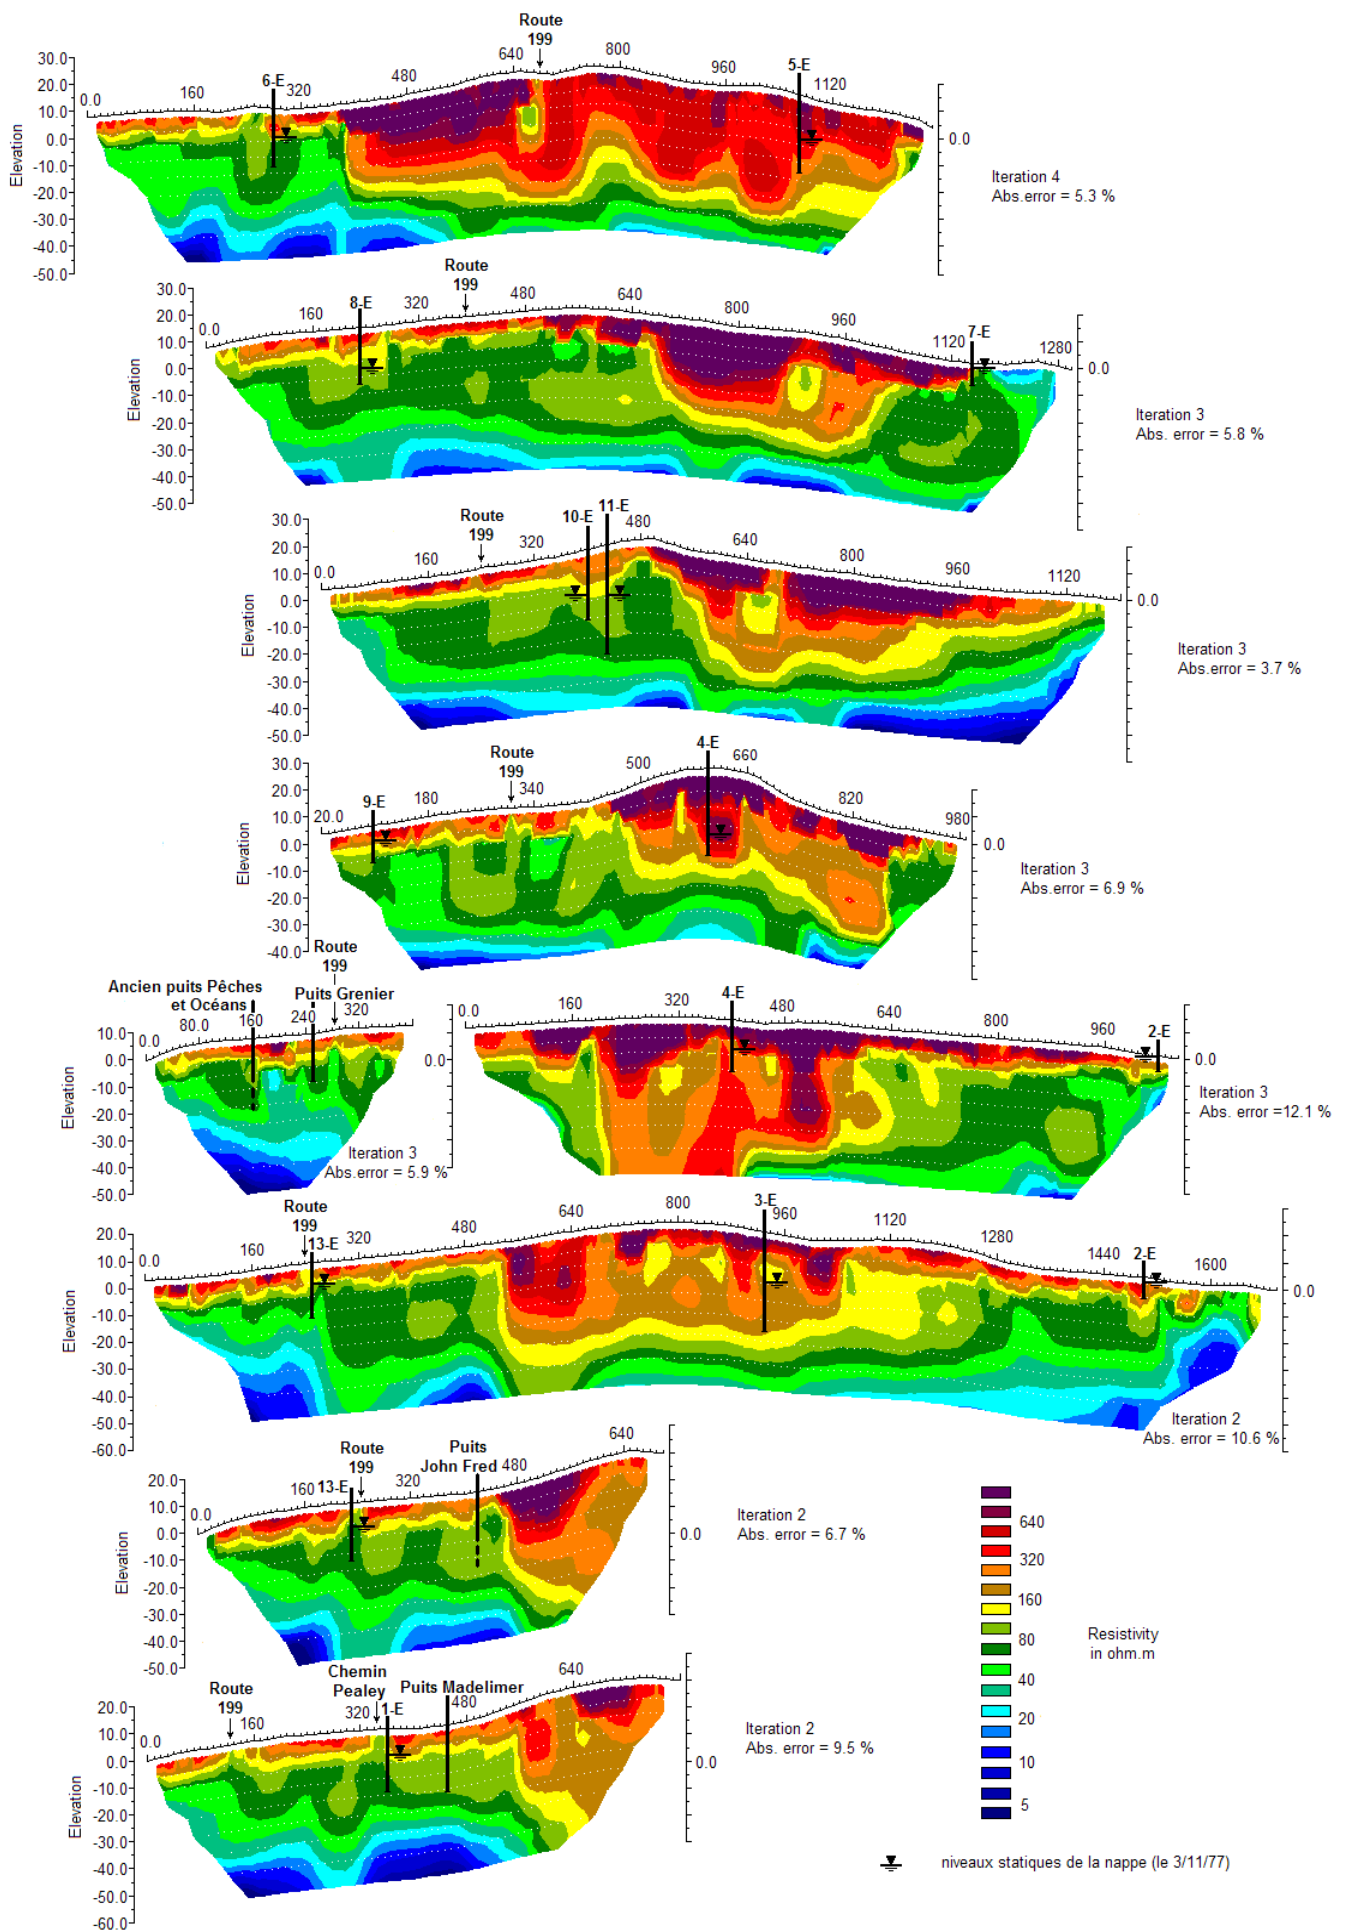 Route
199
640
800
30.0
5-E
960
480
6-E
1120
20.0
320
160
0.0
10.0
0.0
0.0
-10.0
Elevation
Iteration 4
Abs.error = 5.3 %
-20.0
-30.0
-40.0
-50.0
Route
199
30.0
8-E
480
640
320
20.0
160
800
960
7-E
0.0
1120
1280
10.0
0.0
0.0
Elevation
-10.0
-20.0
-30.0
-40.0
-50.0
Iteration 3
Abs. error = 5.8 %
11-E
Route
199
10-E
30.0
480
320
640
20.0
160
800
960
0.0
1120
10.0
0.0
0.0
Elevation
-10.0
-20.0
-30.0
-40.0
-50.0
Iteration 3
Abs.error = 3.7 %
4-E
Route
199
660
500
30.0
340
9-E
180
820
20.0
20.0
980
10.0
0.0
0.0
Elevation
-10.0
-20.0
-30.0
-40.0
Iteration 3
Abs.error = 6.9 %
Route
199
Ancien puits Pêches
et Océans
Puits Grenier
0.0
80.0
160
240
320
10.0
0.0
0.0
Elevation
-10.0
-20.0
-30.0
-40.0
-50.0
Iteration 3
Abs.error = 5.9 %
4-E
0.0
160
320
480
640
800
960
2-E
0.0
Iteration 3
Abs. error =12.1 %
Route
199
13-E
3-E
800
640
960
480
1120
320
160
1280
0.0
1440
2-E
1600
20.0
10.0
0.0
0.0
Elevation
-10.0
-20.0
-30.0
-40.0
-50.0
-60.0
Iteration 2
Abs. error = 10.6 %
640
Route
199
Puits
John Fred
480
13-E
320
160
0.0
20.0
10.0
0.0
0.0
Elevation
-10.0
-20.0
-30.0
-40.0
-50.0
Iteration 2
Abs. error = 6.7 %
Chemin
Pealey
640
Route
199
Puits Madelimer
1-E
480
320
160
0.0
20.0
10.0
0.0
0.0
Elevation
-10.0
-20.0
-30.0
-40.0
-50.0
-60.0
Iteration 2
Abs. error = 9.5 %
640
320
160
80
40
20
10
5
Resistivity
in ohm.m
niveaux statiques de la nappe (le 3/11/77)